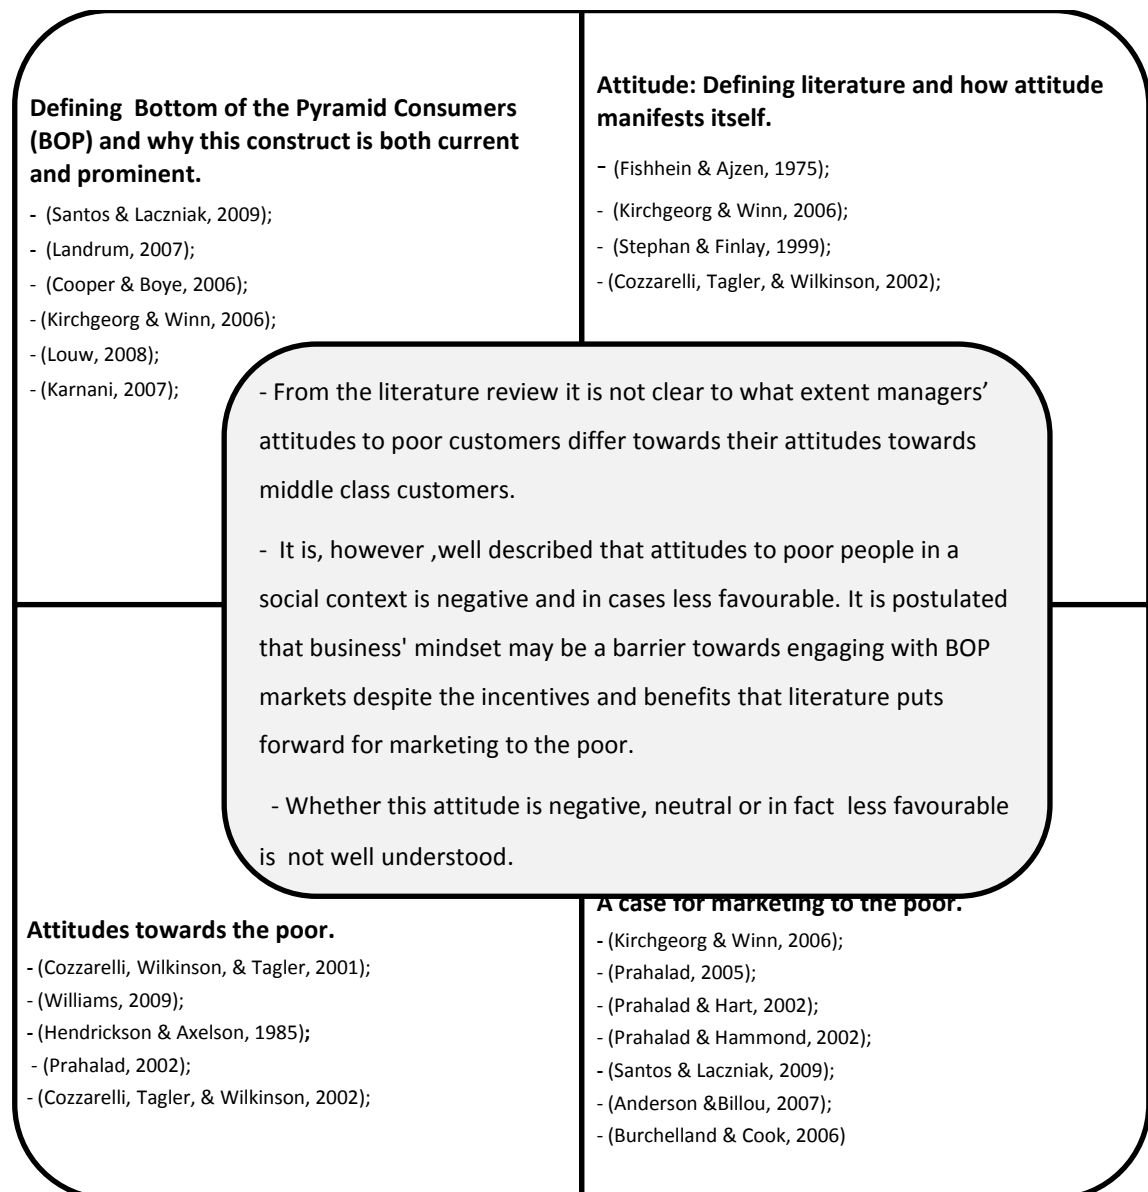 Defining Bottom of the Pyramid Consumers
(BOP) and why this construct is both current
and prominent.
- (Santos & Laczniak, 2009);
- (Landrum, 2007);
- (Cooper & Boye, 2006);
- (Kirchgeorg & Winn, 2006);
- (Louw, 2008);
- (Karnani, 2007);
Attitude: Defining literature and how attitude
manifests itself.
- (Fishhein & Ajzen, 1975);
- (Kirchgeorg & Winn, 2006);
- (Stephan & Finlay, 1999);
- (Cozzarelli, Tagler, & Wilkinson, 2002);
- From the literature review it is not clear to what extent managers’
attitudes to poor customers differ towards their attitudes towards
middle class customers.
- It is, however ,well described that attitudes to poor people in a
social context is negative and in cases less favourable. It is postulated
that business' mindset may be a barrier towards engaging with BOP
markets despite the incentives and benefits that literature puts
forward for marketing to the poor.
- Whether this attitude is negative, neutral or in fact less favourable
is not well understood.
Attitudes towards the poor.
- (Cozzarelli, Wilkinson, & Tagler, 2001);
- (Williams, 2009);
- (Hendrickson & Axelson, 1985);
- (Prahalad, 2002);
- (Cozzarelli, Tagler, & Wilkinson, 2002);
A case for marketing to the poor.
- (Kirchgeorg & Winn, 2006);
- (Prahalad, 2005);
- (Prahalad & Hart, 2002);
- (Prahalad & Hammond, 2002);
- (Santos & Laczniak, 2009);
- (Anderson &Billou, 2007);
- (Burchelland & Cook, 2006)